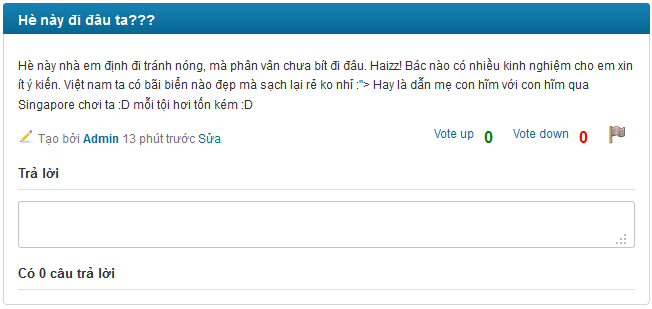 Hè này đi đâu ta???
Hè này nhà em định đi tránh nóng, mà phân vân chưa bít đi đâu. Haizz! Bác nào có nhiều kinh nghiệm cho em xin
ít ý kiến. Việt nam ta có bãi biển nào đẹp mà sạch lại rẻ ko nhỉ :"> Hay là dẫn mẹ con hĩm với con hĩm qua
Singapore chơi ta :D mỗi tội hơi tốn kém :D
Tạo bởi Admin 13 phút trước Sửa
Vote up 0 Vote down 0
Trả lời
Có 0 câu trả lời